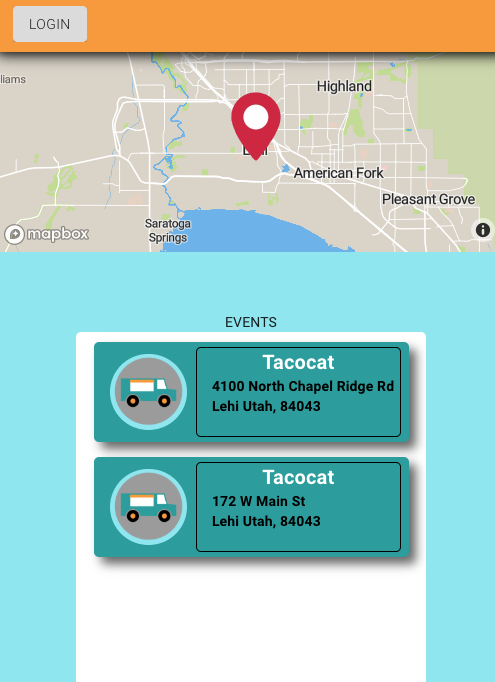 LOGIN
lliams
Highland
American Fork
Pleasant Grove
Saratoga
Springs
mapbox
EVENTS
Tacocat
4100 North Chapel Ridge Rd
Lehi Utah, 84043
Tacocat
172 W Main St
Lehi Utah, 84043